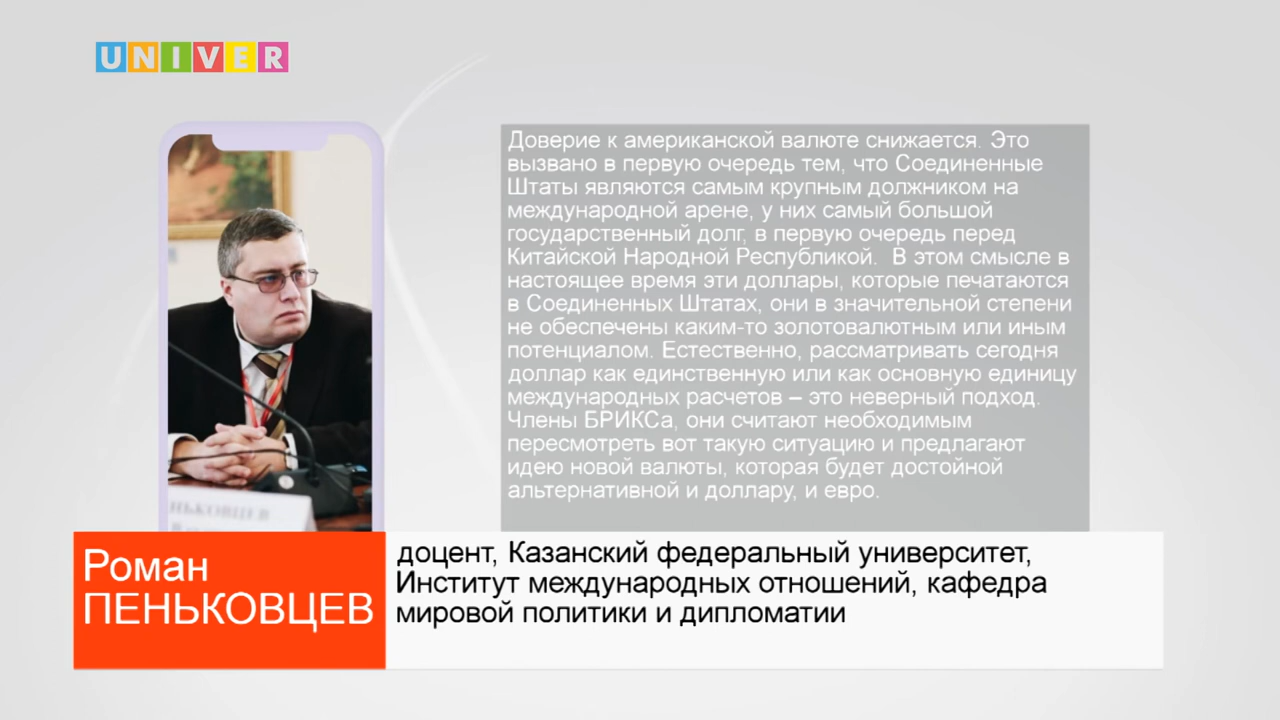 UNIVER
Доверие к американской валюте снижается. Это
вызвано в первую очередь тем, что Соединенные
Штаты являются самым крупным должником на
международной арене, у них самый большой
государственный долг, в первую очередь перед
Китайской Народной Республикой. В этом смысле в
настоящее время эти доллары, которые печатаются
в Соединенных Штатах, они в значительной степени
не обеспечены каким-то золотовалютным или иным
потенциалом. Естественно, рассматривать сегодня
доллар как единственную или как основную единицу
международных расчетов – это неверный подход.
Члены БРИКСа, они считают необходимым
пересмотреть вот такую ситуацию и предлагают
идею новой валюты, которая будет достойной
альтернативной и доллару, и евро.
Роман
ПЕНЬКОВЦЕВ
доцент, Казанский федеральный университет,
Институт международных отношений, кафедра
мировой политики и дипломатии